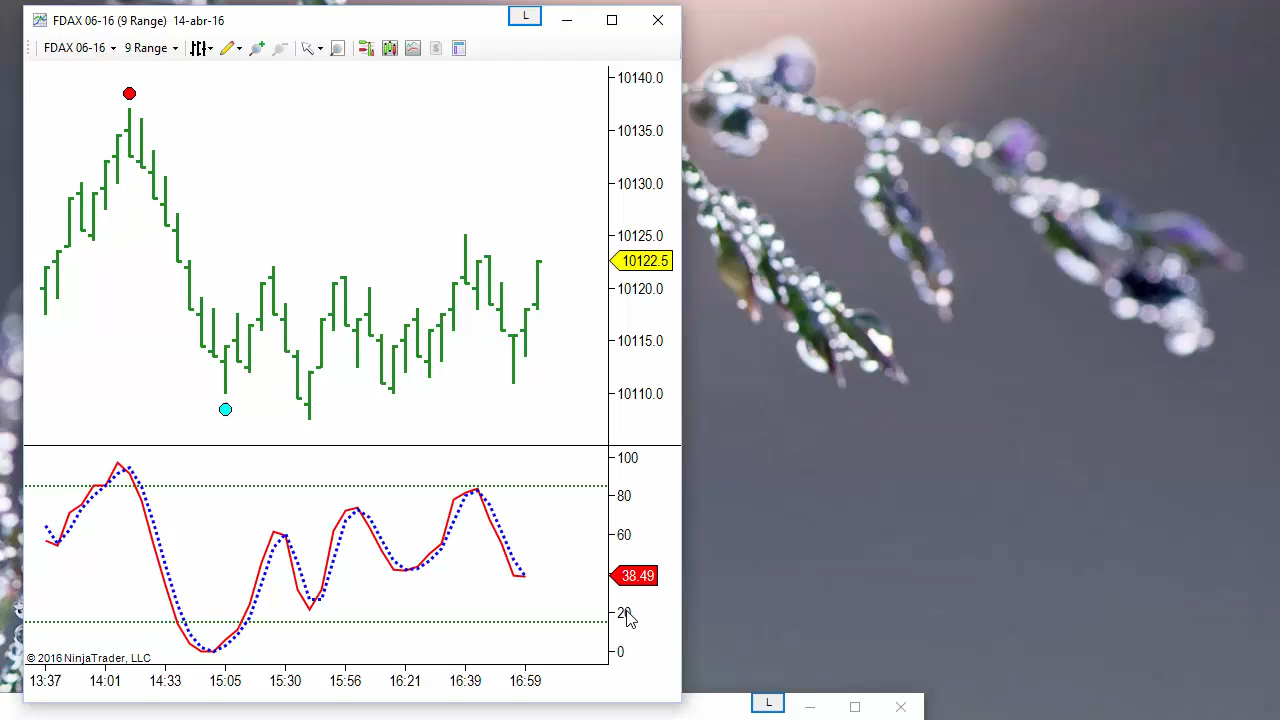 FDAX 06-16 (9 Range) 14-abr-16
L
FDAX 06-16 9 Range
10140.0
10135.0
10130.0
10125.0
10122.5
10120.0
10115.0
10110.0
100
80
60
38.49
20
0
© 2016 NinjaTrader, LLC
13:37 14:01 14:33 15:05 15:30 15:56 16:21 16:39 16:59
L